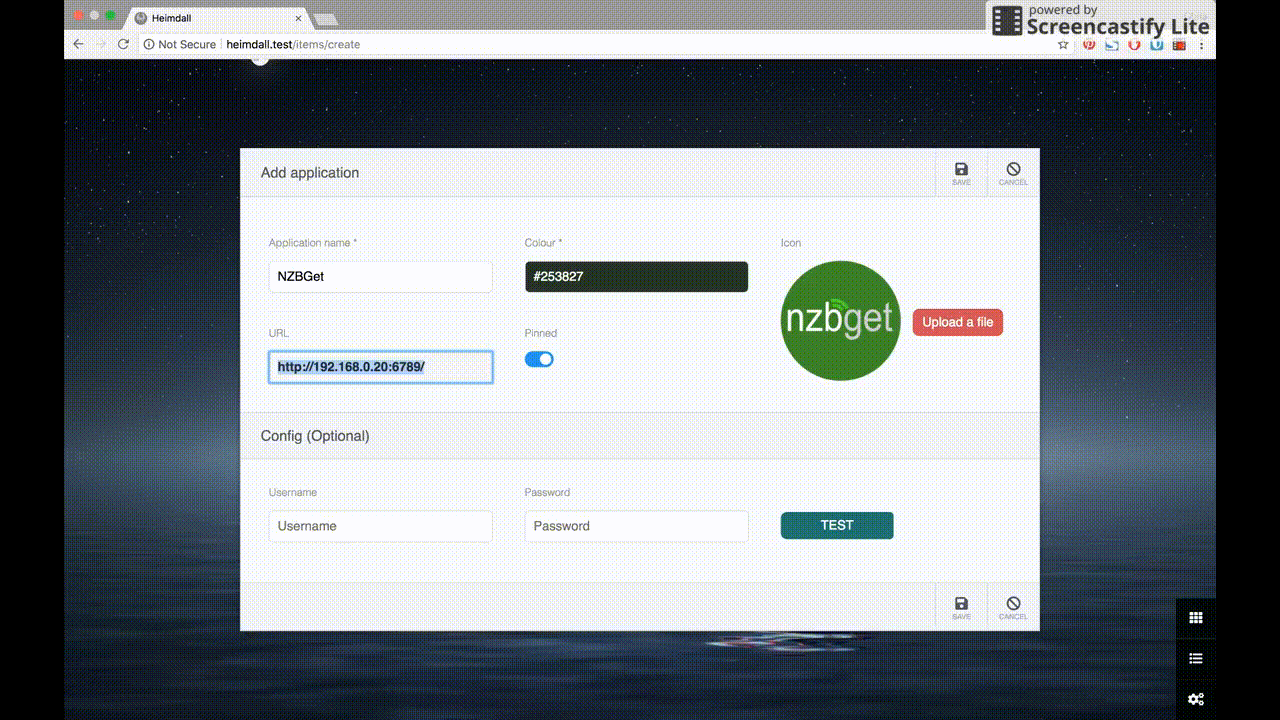 Heimdall
powered by
Screencastify Lite
Not Secure heimdall.test/items/create
Add application
SAVE CANCEL
Application name * Colour * Icon
NZBGet #253827
nzbget
Upload a file
URL Pinned
http://192.168.0.20:6789/
Config (Optional)
Username Password
Username Password TEST
SAVE CANCEL